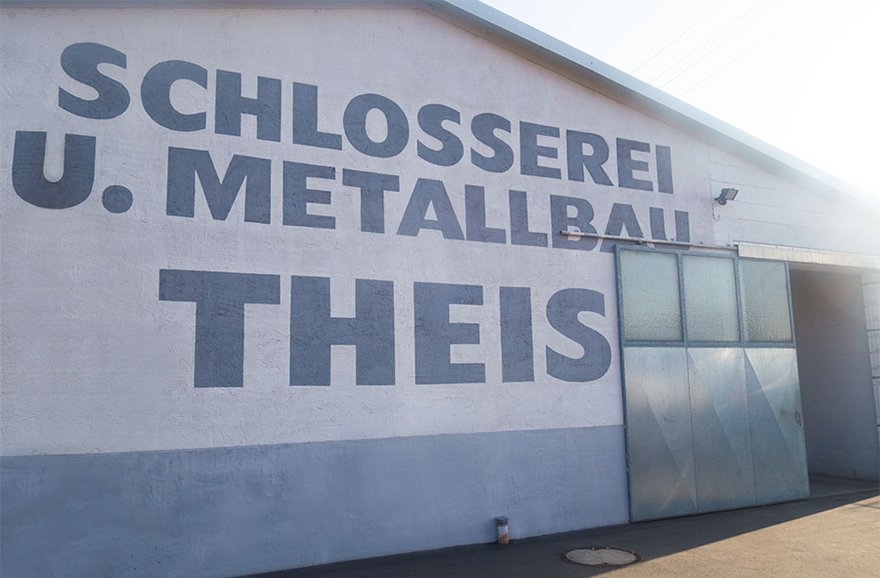 SCHLOSSEREI
U. METALLBAU
THEIS